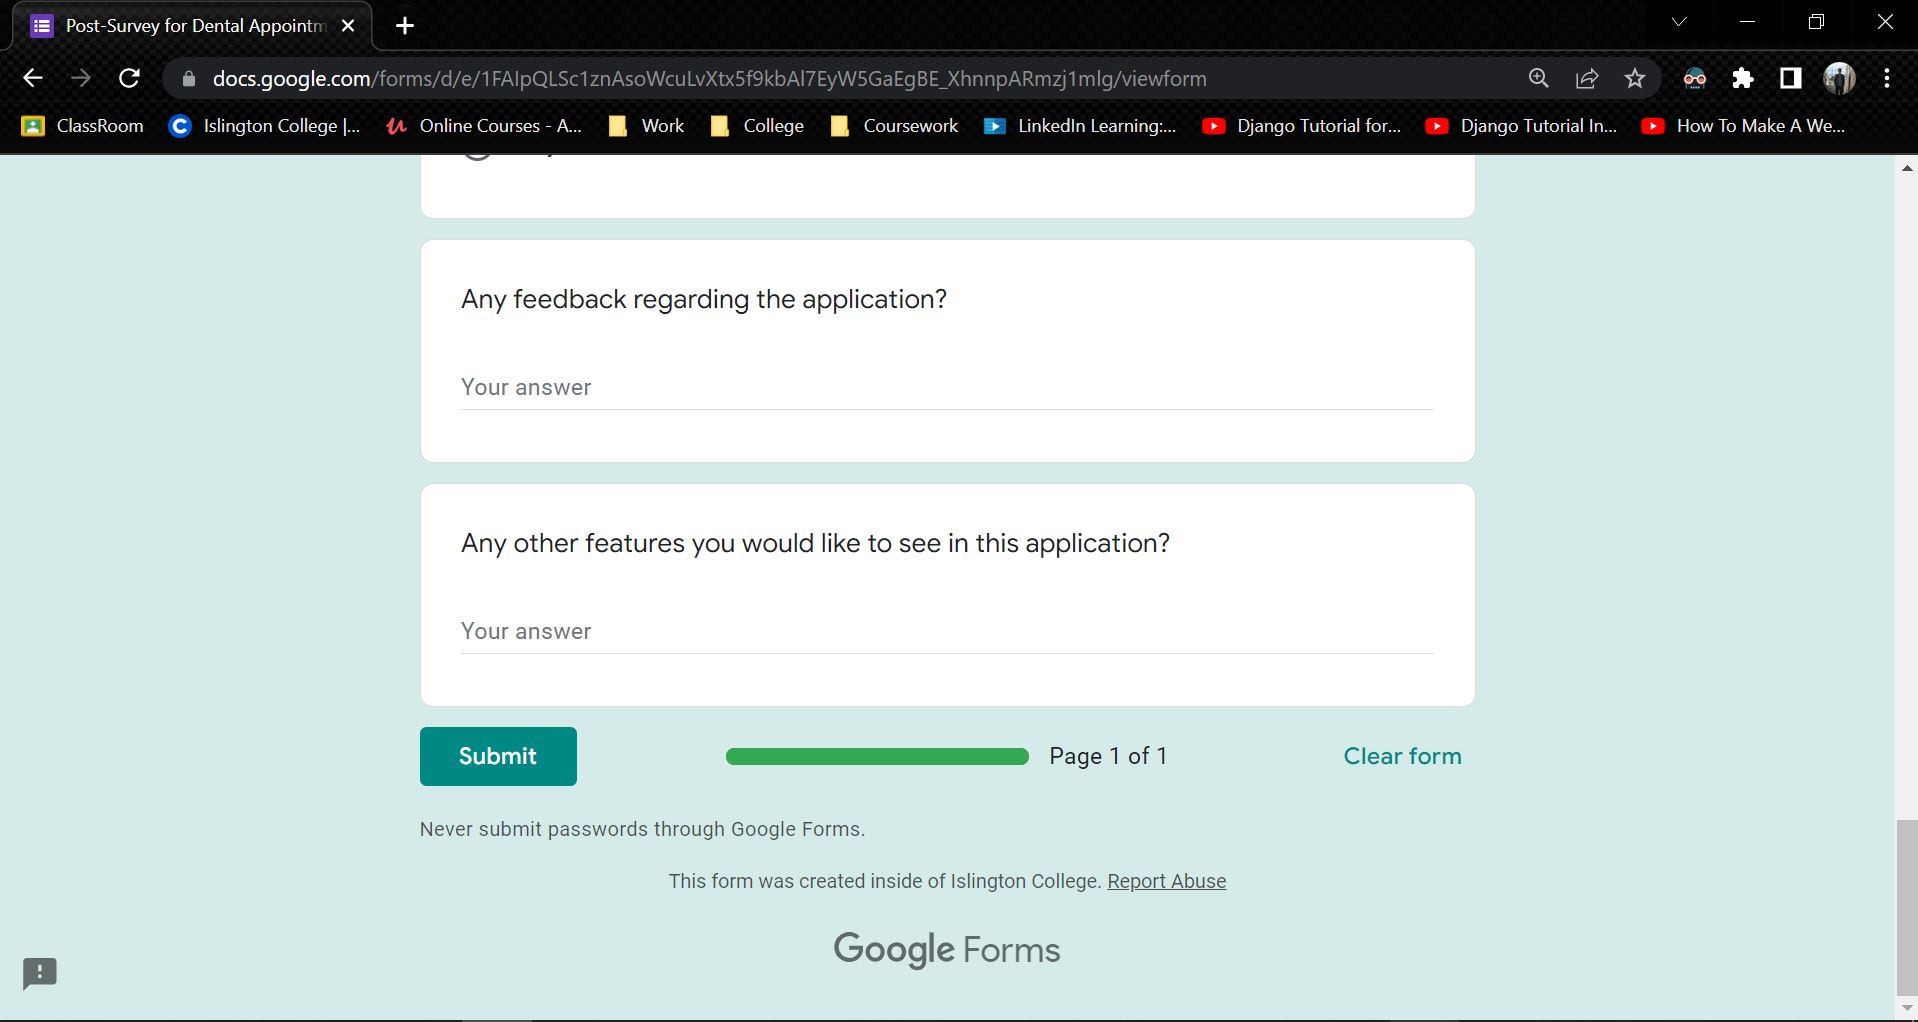 Post-Survey for Dental Appointm
docs.google.com/forms/d/e/1FAIpQLSc1znAsoWcuLvXtx5f9kbAl7EyW5GaEgBE_XhnnpARmzj1mlg/viewform
ClassRoom Islington College |... Online Courses - A... Work College Coursework LinkedIn Learning:... Django Tutorial for... Django Tutorial In... How To Make A We...
Any feedback regarding the application?
Your answer
Any other features you would like to see in this application?
Your answer
Submit Page 1 of 1 Clear form
Never submit passwords through Google Forms.
This form was created inside of Islington College. Report Abuse
Google Forms